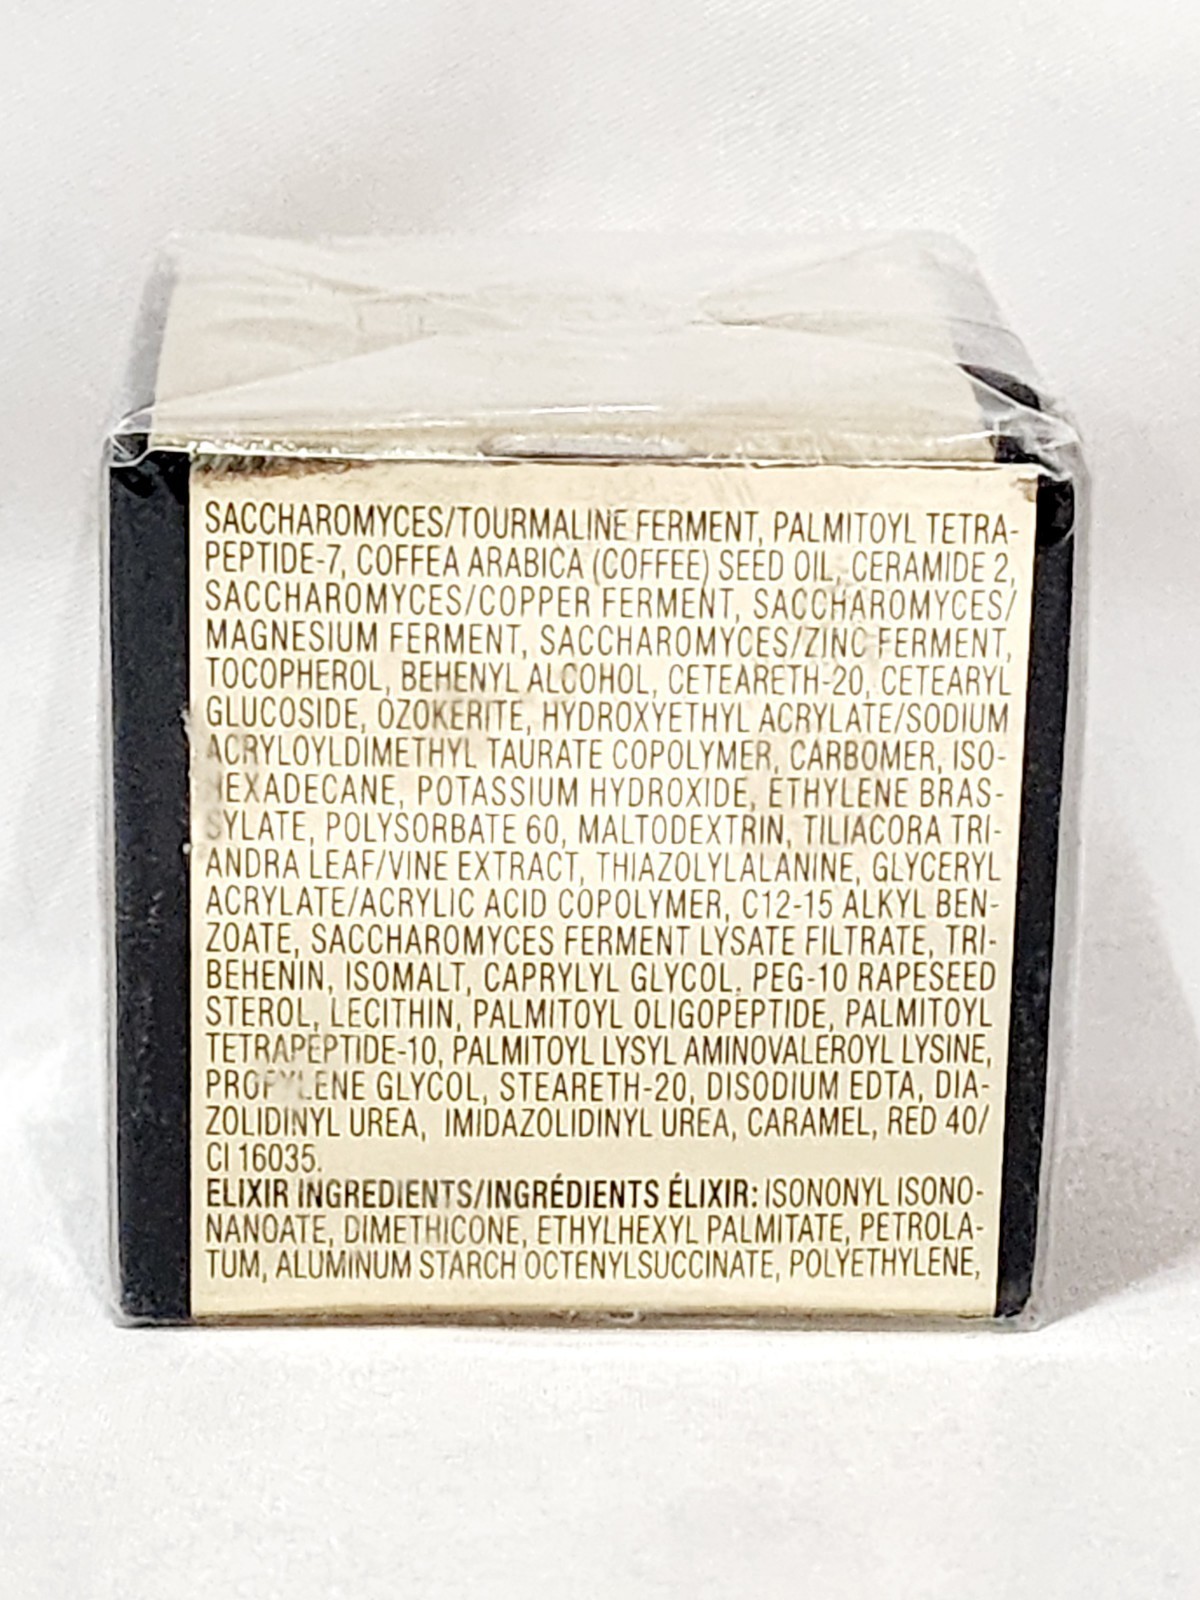 SACCHAROMYCES/TOURMALINE FERMENT, PALMITOYL TETRA-
PEPTIDE-7, COFFEA ARABICA (COFFEE) SEED OIL, CERAMIDE 2,
SACCHAROMYCES/COPPER FERMENT, SACCHAROMYCES/
MAGNESIUM FERMENT, SACCHAROMYCES/ZINC FERMENT,
TOCOPHEROL, BEHENYL ALCOHOL, CETEARETH-20, CETEARYL
GLUCOSIDE, OZOKERITE, HYDROXYETHYL ACRYLATE/SODIUM
ACRYLOYLDIMETHYL TAURATE COPOLYMER, CARBOMER, ISO-
HEXADECANE, POTASSIUM HYDROXIDE, ETHYLENE BRAS-
SYLATE, POLYSORBATE 60, MALTODEXTRIN, TILIACORA TRI-
ANDRA LEAF/VINE EXTRACT, THIAZOLYLALANINE, GLYCERYL
ACRYLATE/ACRYLIC ACID COPOLYMER, C12-15 ALKYL BEN-
ZOATE, SACCHAROMYCES FERMENT LYSATE FILTRATE, TRI-
BEHENIN, ISOMALT, CAPRYLYL GLYCOL, PEG-10 RAPESEED
STEROL, LECITHIN, PALMITOYL OLIGOPEPTIDE, PALMITOYL
TETRAPEPTIDE-10, PALMITOYL LYSYL AMINOVALEROYL LYSINE,
PROPYLENE GLYCOL, STEARETH-20, DISODIUM EDTA, DIA-
ZOLIDINYL UREA, IMIDAZOLIDINYL UREA, CARAMEL, RED 40/
CI 16035.
ELIXIR INGREDIENTS/INGRÉDIENTS ÉLIXIR: ISONONYL ISONO-
NANOATE, DIMETHICONE, ETHYLHEXYL PALMITATE, PETROLA-
TUM, ALUMINUM STARCH OCTENYLSUCCINATE, POLYETHYLENE,